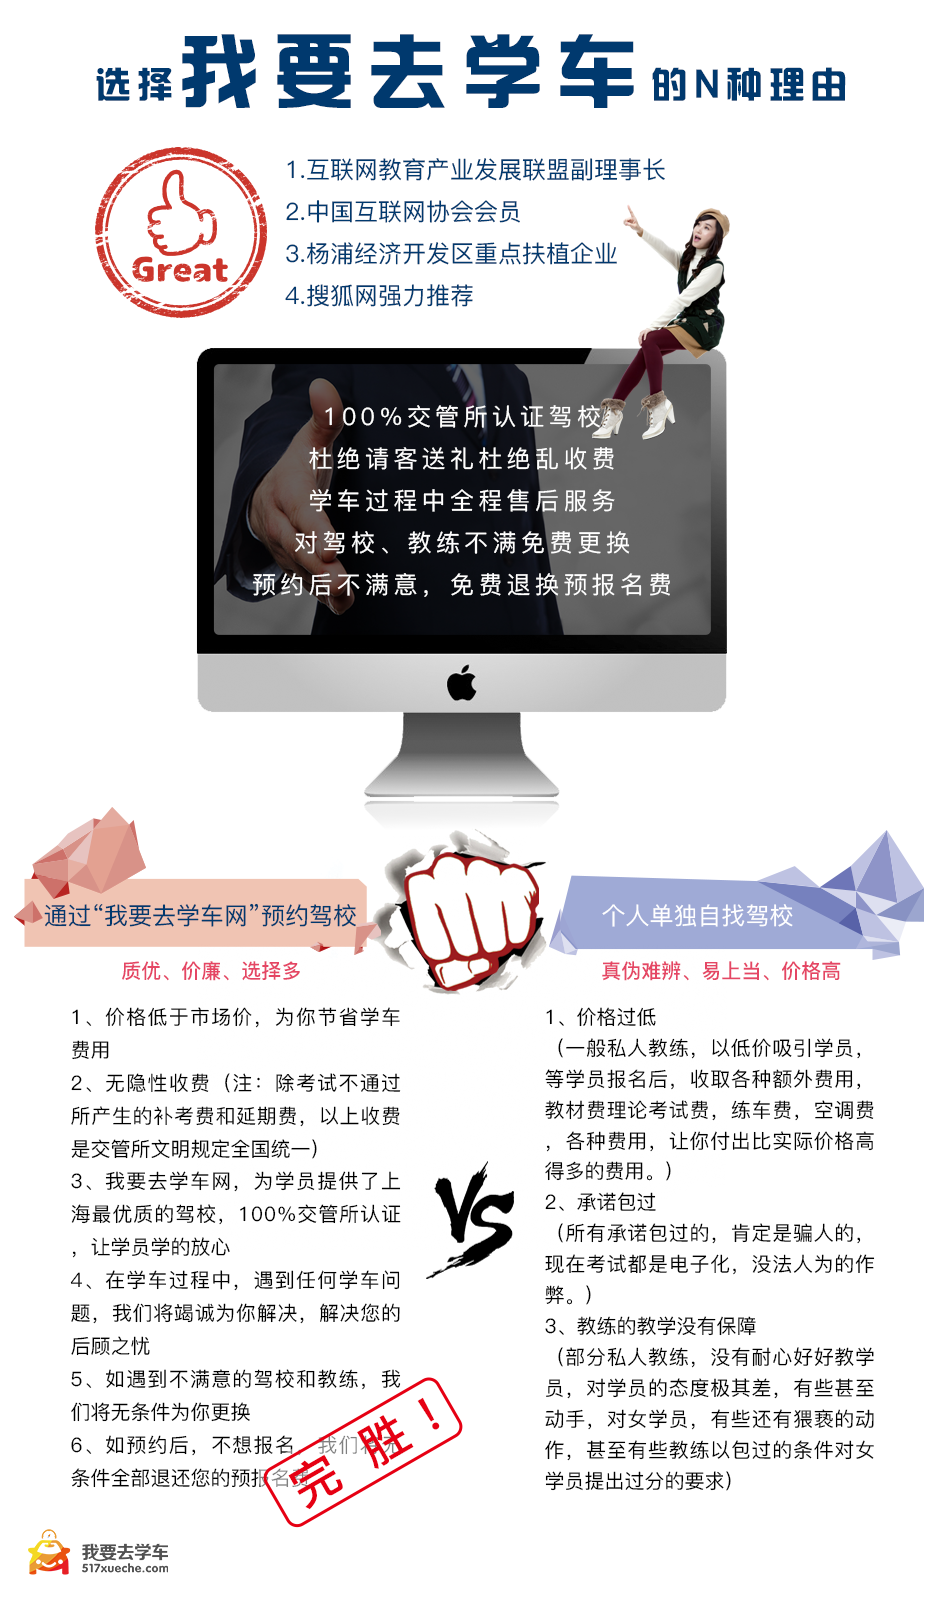 选择我要去学车的N种理由
Great
1.互联网教育产业发展联盟副理事长
2.中国互联网协会会员
3.杨浦经济开发区重点扶植企业
4.搜狐网强力推荐
100%交管所认证驾校
杜绝请客送礼杜绝乱收费
学车过程中全程售后服务
对驾校、教练不满免费更换
预约后不满意，免费退换预报名费
通过“我要去学车网”预约驾校
质优、价廉、选择多
1、价格低于市场价，为你节省学车
费用
2、无隐性收费（注：除考试不通过
所产生的补考费和延期费，以上收费
是交管所文明规定全国统一）
3、我要去学车网，为学员提供了上
海最优质的驾校，100%交管所认证
，让学员学的放心
4、在学车过程中，遇到任何学车问
题，我们将竭诚为你解决，解决您的
后顾之忧
5、如遇到不满意的驾校和教练，我
们将无条件为你更换
6、如预约后，不想报名，我们将无
条件全部退还您的预报名费
完胜！
VS
个人单独自找驾校
真伪难辨、易上当、价格高
1、价格过低
（一般私人教练，以低价吸引学员，
等学员报名后，收取各种额外费用，
教材费理论考试费，练车费，空调费
，各种费用，让你付出比实际价格高
得多的费用。）
2、承诺包过
（所有承诺包过的，肯定是骗人的，
现在考试都是电子化，没法人为的作
弊。）
3、教练的教学没有保障
（部分私人教练，没有耐心好好教学
员，对学员的态度极其差，有些甚至
动手，对女学员，有些还有猥亵的动
作，甚至有些教练以包过的条件对女
学员提出过分的要求）
我要去学车
517xueche.com